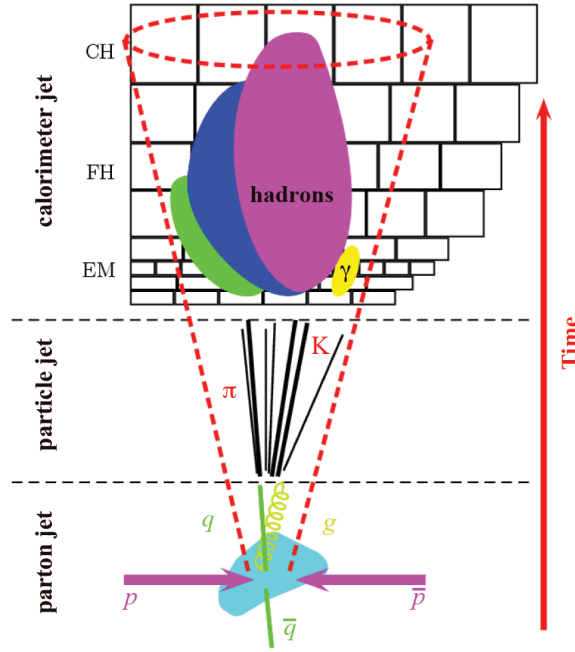 CH
calorimeter jet
FH
hadrons
EM
γ
Time
K
π
particle jet
q
g
parton jet
p
p̅
q̅